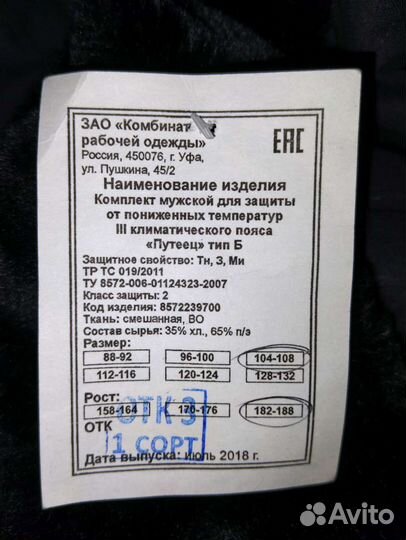 ЗАО «Комбинат
рабочей одежды»
Россия, 450076, г. Уфа,
ул. Пушкина, 45/2
ЕАС
Наименование изделия
Комплект мужской для защиты
от пониженных температур
III климатического пояса
«Путеец» тип Б
Защитное свойство: Тн, З, Ми
ТР ТС 019/2011
ТУ 8572-006-01124323-2007
Класс защиты: 2
Код изделия: 8572239700
Ткань: смешанная, ВО
Состав сырья: 35% хл., 65% п/э
Размер:
88-92 96-100 104-108
112-116 120-124 128-132
Рост:
158-164 170-176 182-188
ОТК
ОТК 3
1 СОРТ
Дата выпуска: июль 2018 г.
Avito